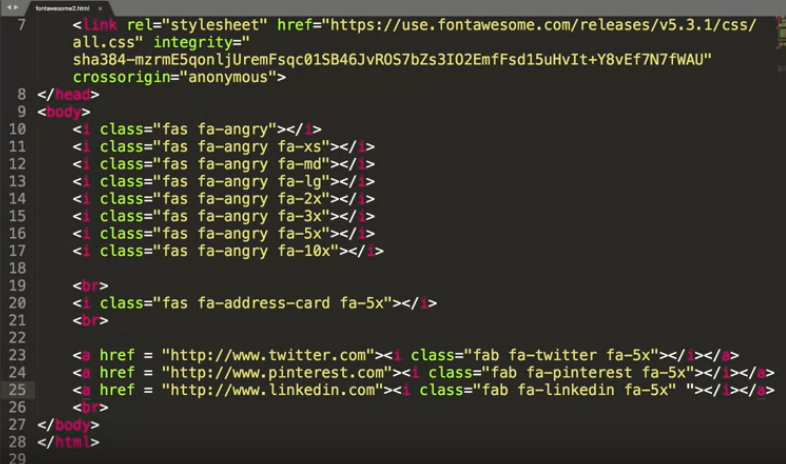 fontawesome2.html ×
7 <link rel="stylesheet" href="https://use.fontawesome.com/releases/v5.3.1/css/
all.css" integrity="
sha384-mzrmE5qonljUremFsqc01SB46JvROS7bZs3IO2EmfFsd15uHvIt+Y8vEf7N7fWAU"
crossorigin="anonymous">
8 </head>
9 <body>
10 <i class="fas fa-angry"></i>
11 <i class="fas fa-angry fa-xs"></i>
12 <i class="fas fa-angry fa-md"></i>
13 <i class="fas fa-angry fa-lg"></i>
14 <i class="fas fa-angry fa-2x"></i>
15 <i class="fas fa-angry fa-3x"></i>
16 <i class="fas fa-angry fa-5x"></i>
17 <i class="fas fa-angry fa-10x"></i>
18
19 <br>
20 <i class="fas fa-address-card fa-5x"></i>
21 <br>
22
23 <a href = "http://www.twitter.com"><i class="fab fa-twitter fa-5x"></i></a>
24 <a href = "http://www.pinterest.com"><i class="fab fa-pinterest fa-5x"></i></a>
25 <a href = "http://www.linkedin.com"><i class="fab fa-linkedin fa-5x" "></i></a>
26 <br>
27 </body>
28 </html>
29